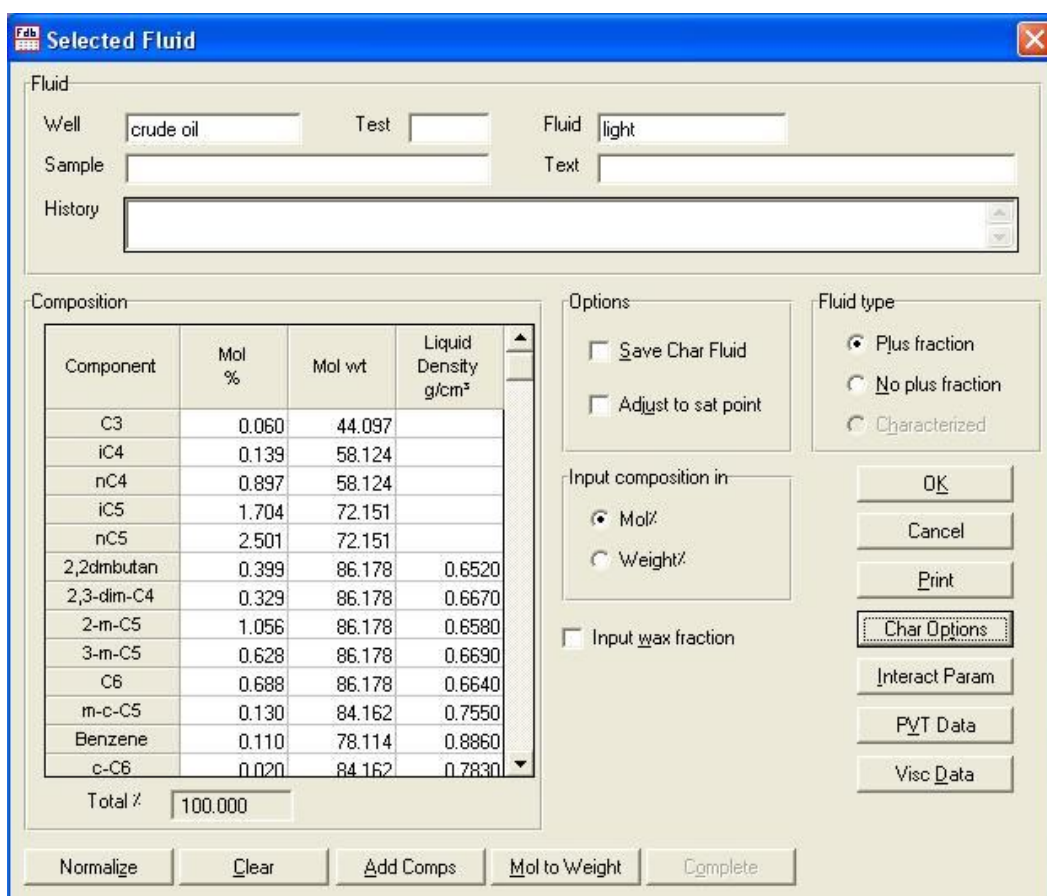 Fdb Selected Fluid
Fluid
Well crude oil Test Fluid light
Sample Text
History
Composition
Component Mol % Mol wt Liquid Density g/cm³
C3 0.060 44.097
iC4 0.139 58.124
nC4 0.897 58.124
iC5 1.704 72.151
nC5 2.501 72.151
2,2dmbutan 0.399 86.178 0.6520
2,3-dim-C4 0.329 86.178 0.6670
2-m-C5 1.056 86.178 0.6580
3-m-C5 0.628 86.178 0.6690
C6 0.688 86.178 0.6640
m-c-C5 0.130 84.162 0.7550
Benzene 0.110 78.114 0.8860
c-C6 0.020 84.162 0.7830
Total % 100.000
Options
Save Char Fluid
Adjust to sat point
Input composition in
Mol%
Weight%
Input wax fraction
Fluid type
Plus fraction
No plus fraction
Characterized
OK
Cancel
Print
Char Options
Interact Param
PVT Data
Visc Data
Normalize Clear Add Comps Mol to Weight Complete